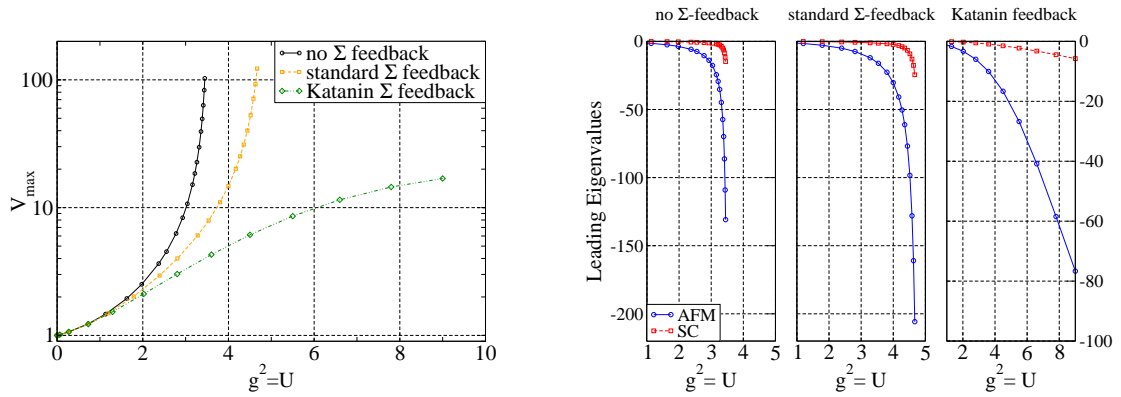 no Σ feedback
standard Σ feedback
Katanin Σ feedback
V_max
100
10
1
0 2 4 6 8 10
g²=U
no Σ-feedback standard Σ-feedback Katanin feedback
Leading Eigenvalues
0
-50
-100
-150
-200
AFM
SC
1 2 3 4 5
g²= U
1 2 3 4 5
g²= U
2 4 6 8
g²= U
0
-20
-40
-60
-80
-100